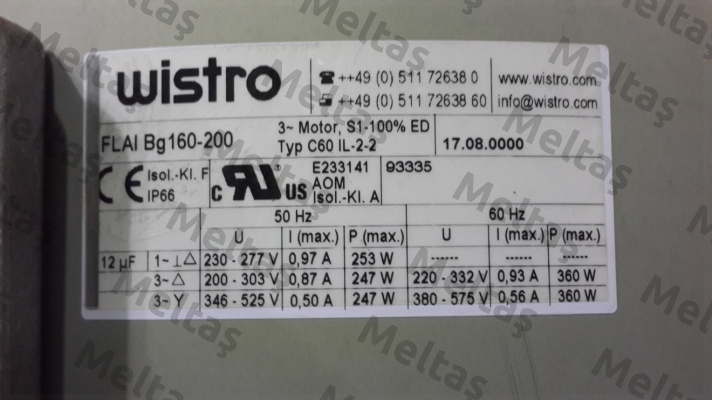 wistro
☎ ++49 (0) 511 72638 0
++49 (0) 511 72638 60
www.wistro.com
info@wistro.com
FLAI Bg160-200
3~ Motor, S1-100% ED
Typ C60 IL-2-2
17.08.0000
CE Isol.-Kl. F
IP66
c RU us
E233141
AOM
Isol.-Kl. A
93335
50 Hz 60 Hz
U I (max.) P (max.) U I (max.) P (max.)
12 µF 1~ ⊥ △ 230 - 277 V 0,97 A 253 W ------ ------ ------
3~ △ 200 - 303 V 0,87 A 247 W 220 - 332 V 0,93 A 360 W
3~ Y 346 - 525 V 0,50 A 247 W 380 - 575 V 0,56 A 360 W
Meltaş